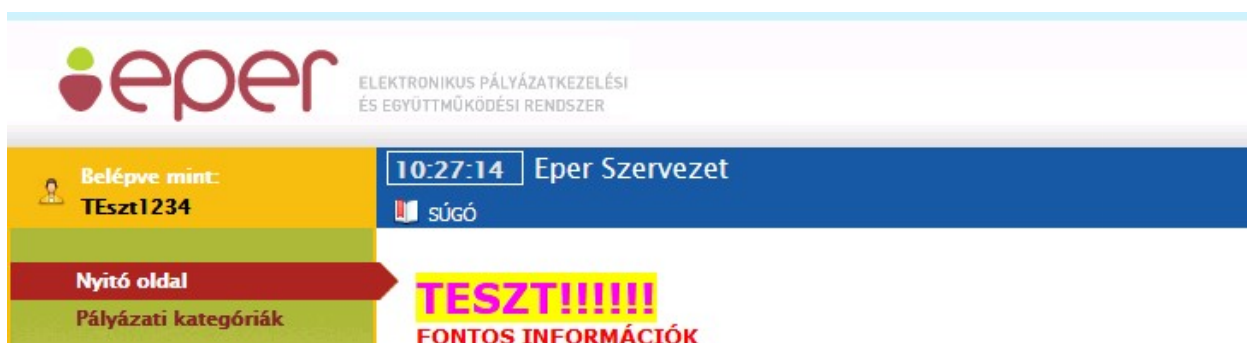 eper
ELEKTRONIKUS PÁLYÁZATKEZELÉSI
ÉS EGYÜTTMŰKÖDÉSI RENDSZER
Belépve mint:
TEszt1234
10:27:14 Eper Szervezet
SÚGÓ
Nyitó oldal
Pályázati kategóriák
TESZT!!!!!!
FONTOS INFORMÁCIÓK